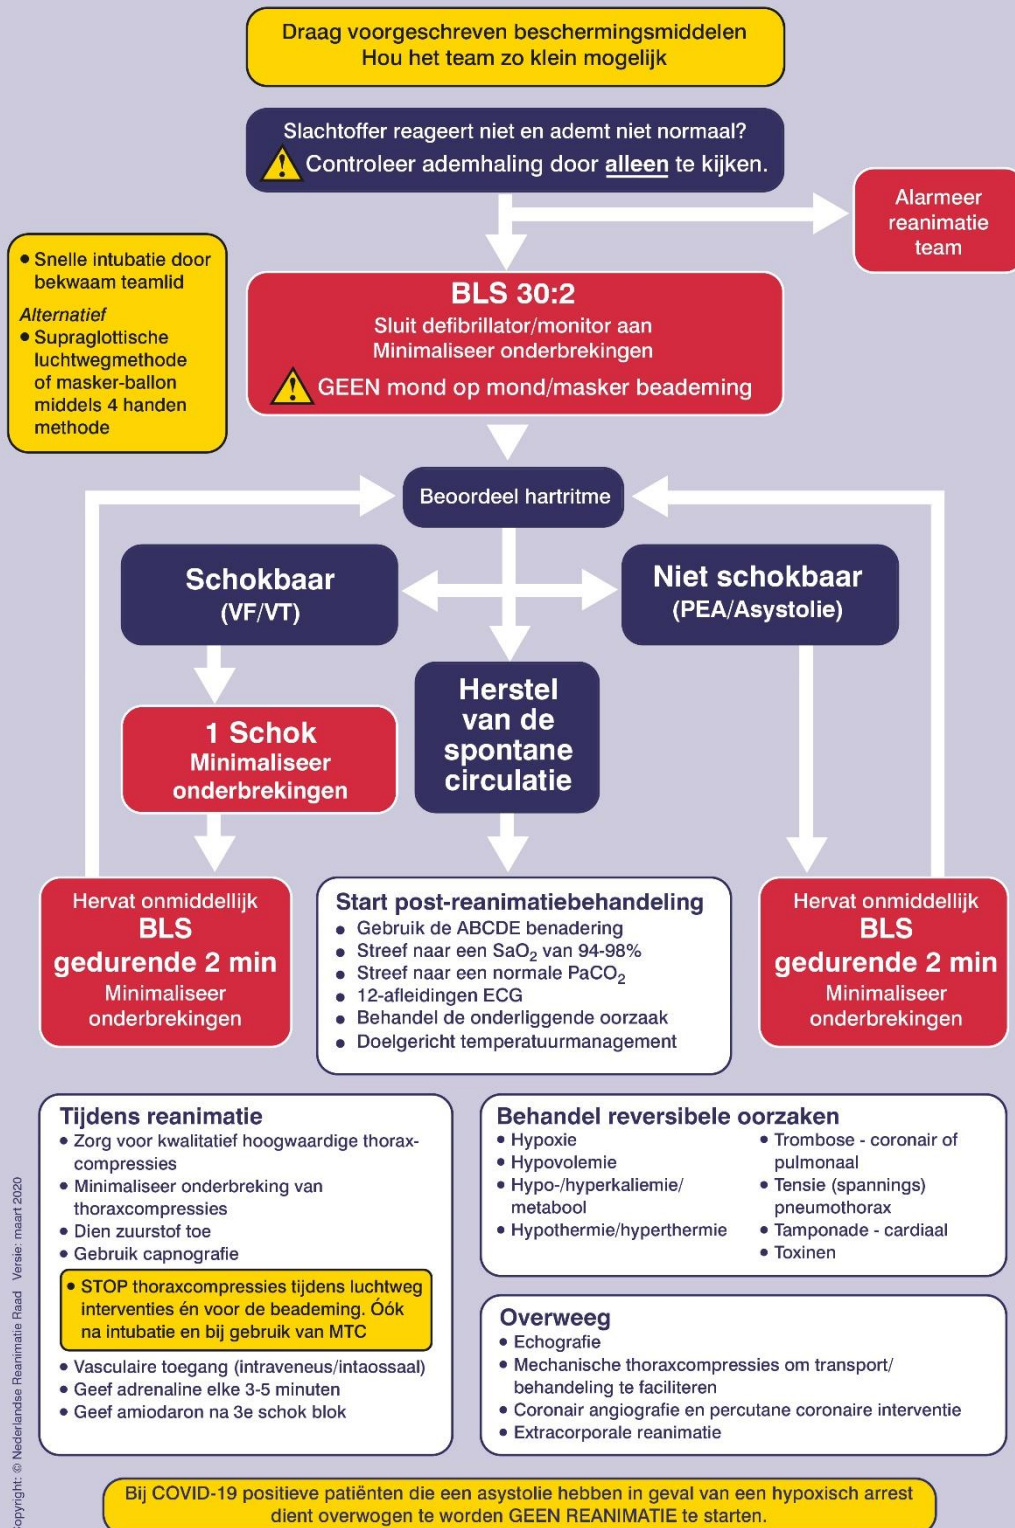 Draag voorgeschreven beschermingsmiddelen
Hou het team zo klein mogelijk
Slachtoffer reageert niet en ademt niet normaal?
Controleer ademhaling door alleen te kijken.
Alarmeer
reanimatie
team
• Snelle intubatie door
bekwaam teamlid
Alternatief
• Supraglottische
luchtwegmethode
of masker-ballon
middels 4 handen
methode
BLS 30:2
Sluit defibrillator/monitor aan
Minimaliseer onderbrekingen
GEEN mond op mond/masker beademing
Beoordeel hartritme
Schokbaar
(VF/VT)
Niet schokbaar
(PEA/Asystolie)
1 Schok
Minimaliseer
onderbrekingen
Herstel
van de
spontane
circulatie
Hervat onmiddellijk
BLS
gedurende 2 min
Minimaliseer
onderbrekingen
Start post-reanimatiebehandeling
• Gebruik de ABCDE benadering
• Streef naar een SaO₂ van 94-98%
• Streef naar een normale PaCO₂
• 12-afleidingen ECG
• Behandel de onderliggende oorzaak
• Doelgericht temperatuurmanagement
Hervat onmiddellijk
BLS
gedurende 2 min
Minimaliseer
onderbrekingen
Tijdens reanimatie
• Zorg voor kwalitatief hoogwaardige thorax-
compressies
• Minimaliseer onderbreking van
thoraxcompressies
• Dien zuurstof toe
• Gebruik capnografie
• STOP thoraxcompressies tijdens luchtweg
interventies én voor de beademing. Óók
na intubatie en bij gebruik van MTC
• Vasculaire toegang (intraveneus/intaossaal)
• Geef adrenaline elke 3-5 minuten
• Geef amiodaron na 3e schok blok
Behandel reversibele oorzaken
• Hypoxie
• Hypovolemie
• Hypo-/hyperkaliemie/
metabool
• Hypothermie/hyperthermie
• Trombose - coronair of
pulmonaal
• Tensie (spannings)
pneumothorax
• Tamponade - cardiaal
• Toxinen
Overweeg
• Echografie
• Mechanische thoraxcompressies om transport/
behandeling te faciliteren
• Coronair angiografie en percutane coronaire interventie
• Extracorporale reanimatie
Copyright: © Nederlandse Reanimatie Raad Versie: maart 2020
Bij COVID-19 positieve patiënten die een asystolie hebben in geval van een hypoxisch arrest
dient overwogen te worden GEEN REANIMATIE te starten.